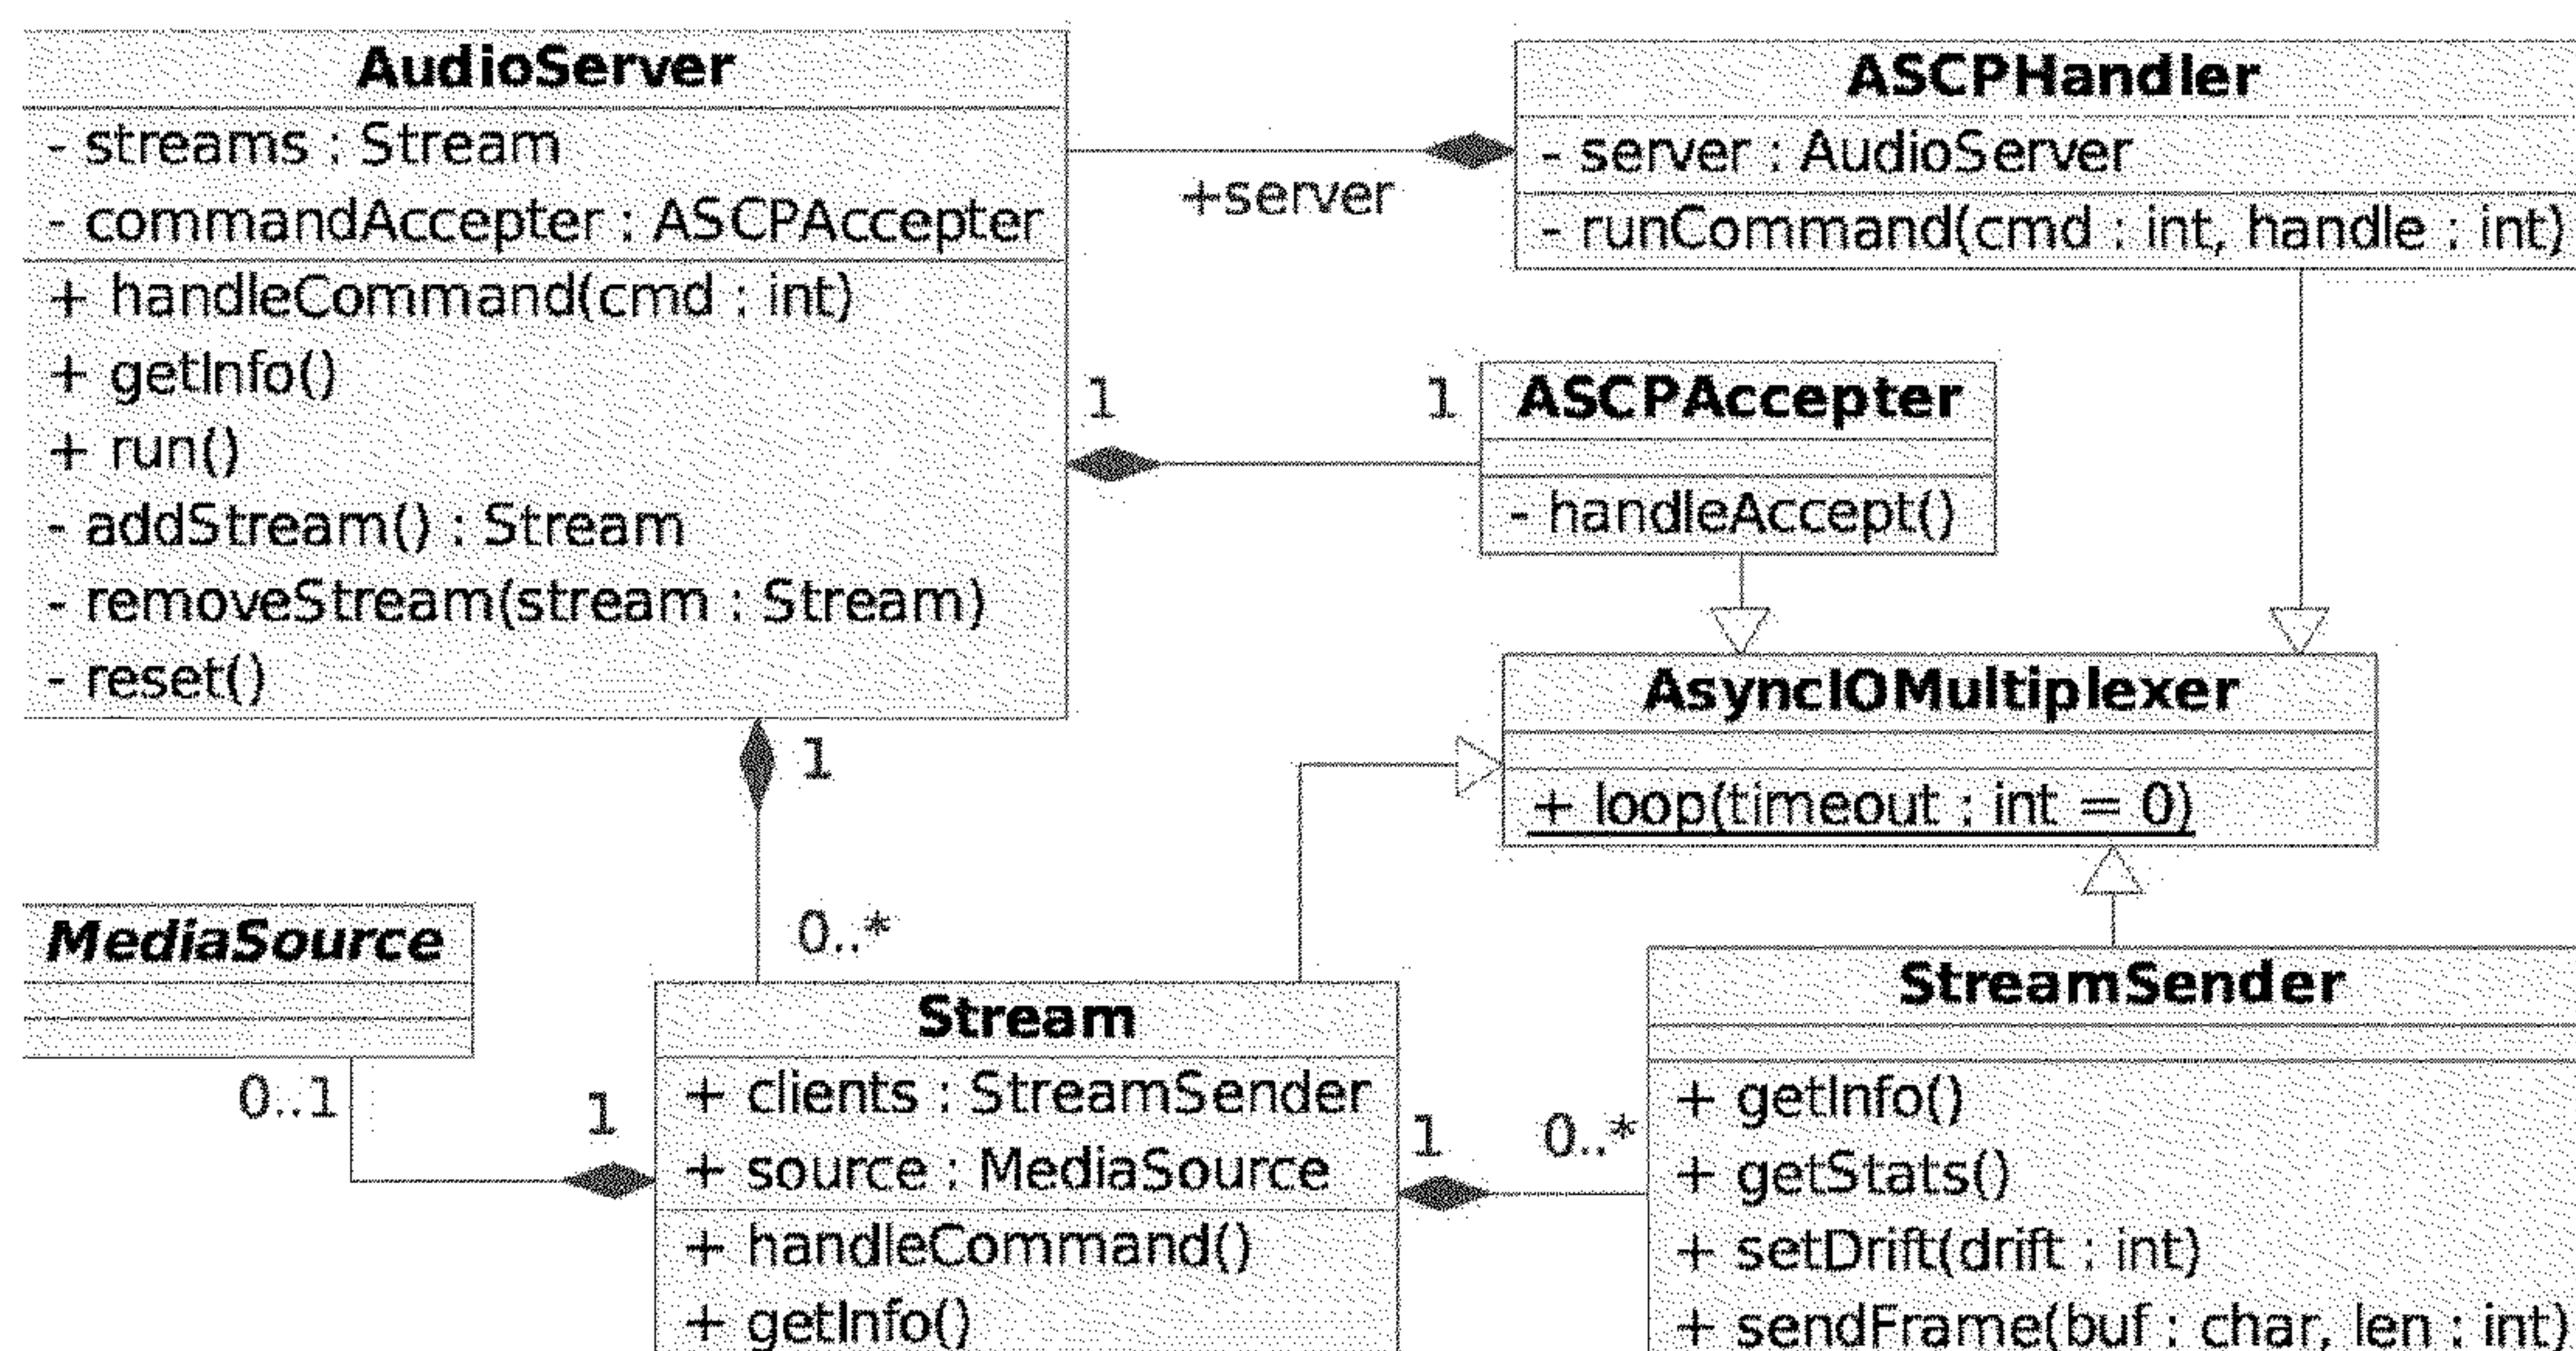 AudioServer
- streams : Stream
- commandAccepter : ASCPAccepter
+ handleCommand(cmd : int)
+ getInfo()
+ run()
- addStream() : Stream
- removeStream(stream : Stream)
- reset()
+server
ASCPHandler
- server : AudioServer
- runCommand(cmd : int, handle : int)
1
1
ASCPAccepter
- handleAccept()
AsyncIOMultiplexer
+ loop(timeout : int = 0)
1
0..*
MediaSource
0..1
1
Stream
+ clients : StreamSender
+ source : MediaSource
+ handleCommand()
+ getInfo()
1
0..*
StreamSender
+ getInfo()
+ getStats()
+ setDrift(drift : int)
+ sendFrame(buf : char, len : int)